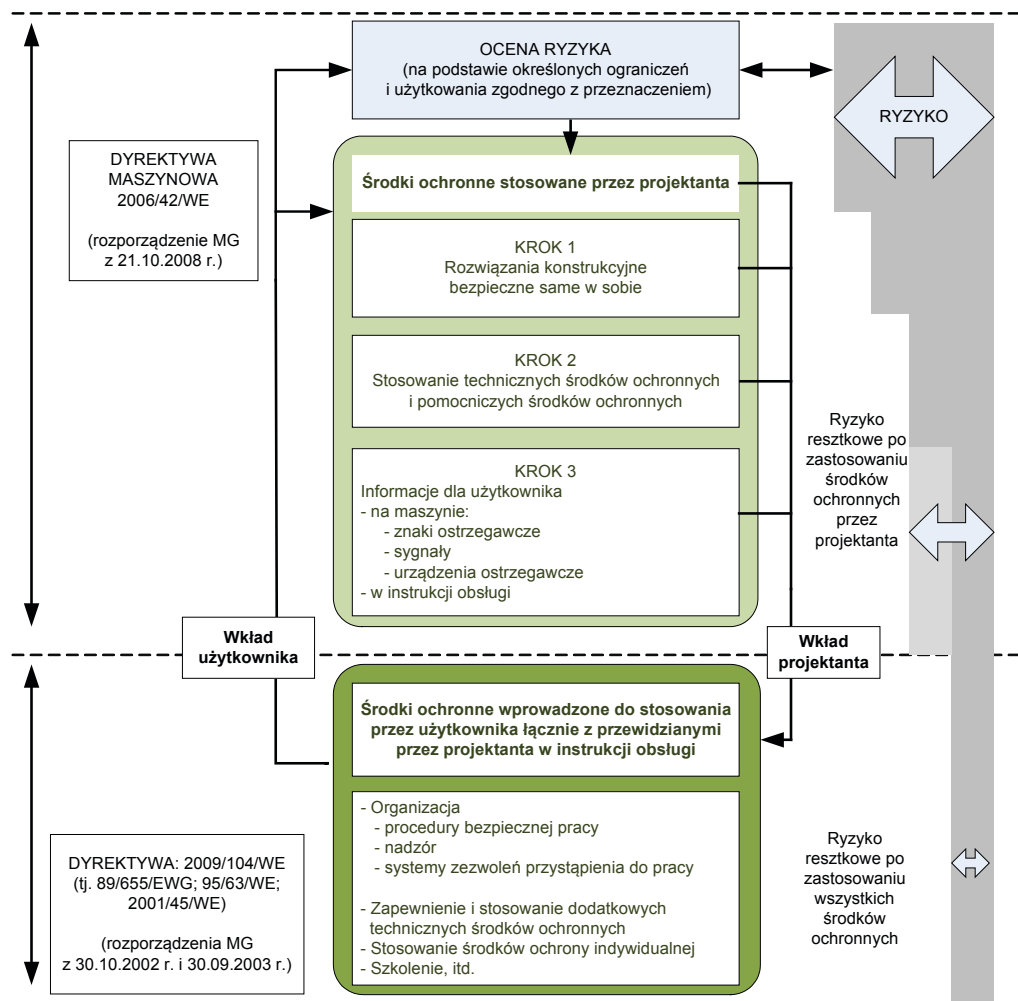 OCENA RYZYKA
(na podstawie określonych ograniczeń
i użytkowania zgodnego z przeznaczeniem)
RYZYKO
DYREKTYWA
MASZYNOWA
2006/42/WE
(rozporządzenie MG
z 21.10.2008 r.)
Środki ochronne stosowane przez projektanta
KROK 1
Rozwiązania konstrukcyjne
bezpieczne same w sobie
KROK 2
Stosowanie technicznych środków ochronnych
i pomocniczych środków ochronnych
KROK 3
Informacje dla użytkownika
- na maszynie:
- znaki ostrzegawcze
- sygnały
- urządzenia ostrzegawcze
- w instrukcji obsługi
Ryzyko
resztkowe po
zastosowaniu
środków
ochronnych
przez
projektanta
Wkład
użytkownika
Wkład
projektanta
Środki ochronne wprowadzone do stosowania
przez użytkownika łącznie z przewidzianymi
przez projektanta w instrukcji obsługi
- Organizacja
- procedury bezpiecznej pracy
- nadzór
- systemy zezwoleń przystąpienia do pracy
- Zapewnienie i stosowanie dodatkowych
technicznych środków ochronnych
- Stosowanie środków ochrony indywidualnej
- Szkolenie, itd.
DYREKTYWA: 2009/104/WE
(tj. 89/655/EWG; 95/63/WE;
2001/45/WE)
(rozporządzenia MG
z 30.10.2002 r. i 30.09.2003 r.)
Ryzyko
resztkowe po
zastosowaniu
wszystkich
środków
ochronnych